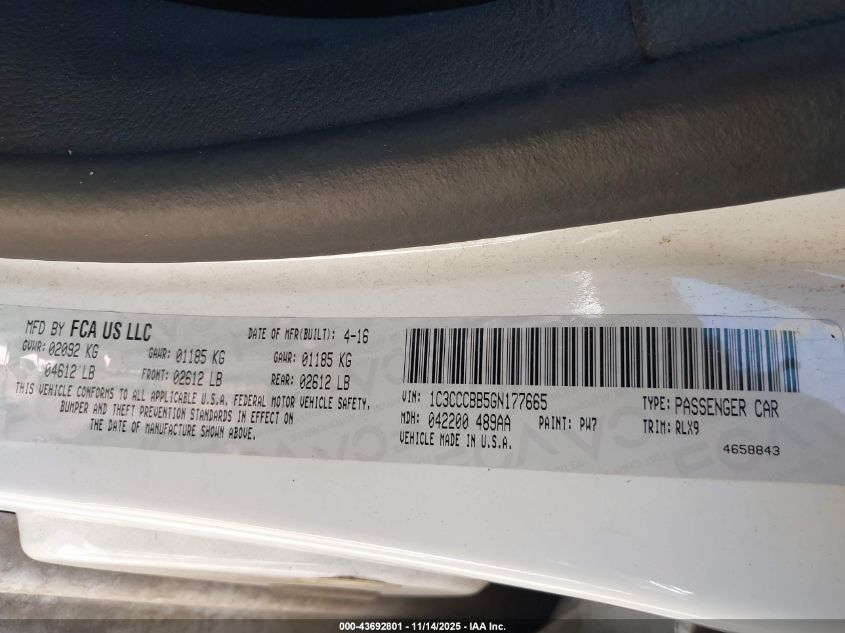 MFD BY FCA US LLC
DATE OF MFR(BUILT): 4-16
GVWR: 02092 KG GAWR: 01185 KG GAWR: 01185 KG
04612 LB FRONT: 02612 LB REAR: 02612 LB
THIS VEHICLE CONFORMS TO ALL APPLICABLE U.S.A. FEDERAL MOTOR VEHICLE SAFETY,
BUMPER AND THEFT PREVENTION STANDARDS IN EFFECT ON
THE DATE OF MANUFACTURE SHOWN ABOVE.
VIN: 1C3CCCBB5GN177665 TYPE: PASSENGER CAR
MDH: 042200 489AA PAINT: PW7 TRIM: RLX9
VEHICLE MADE IN U.S.A. 4658843
000-43692801 - 11/14/2025 - IAA Inc.